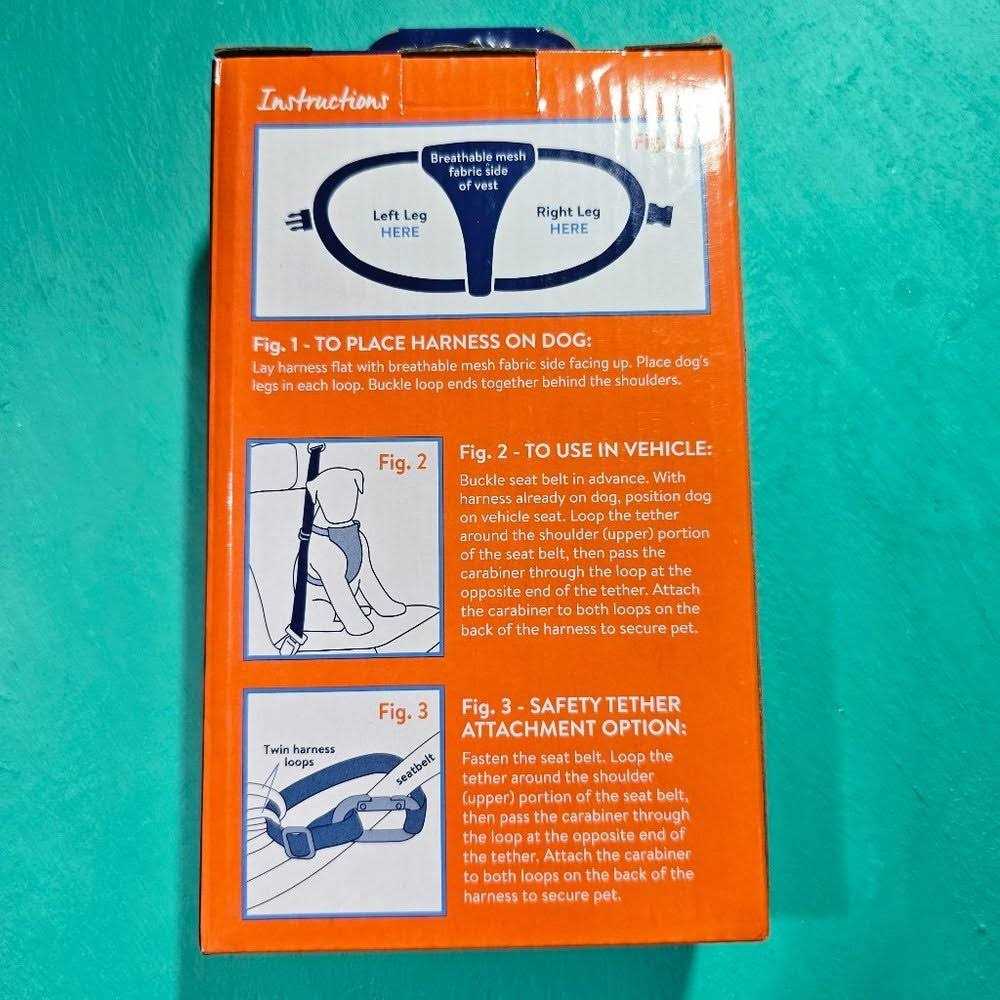 Instructions
Breathable mesh
fabric side
of vest
Left Leg
HERE
Right Leg
HERE
Fig. 1 - TO PLACE HARNESS ON DOG:
Lay harness flat with breathable mesh fabric side facing up. Place dog's
legs in each loop. Buckle loop ends together behind the shoulders.
Fig. 2
Fig. 2 - TO USE IN VEHICLE:
Buckle seat belt in advance. With
harness already on dog, position dog
on vehicle seat. Loop the tether
around the shoulder (upper) portion
of the seat belt, then pass the
carabiner through the loop at the
opposite end of the tether. Attach
the carabiner to both loops on the
back of the harness to secure pet.
Fig. 3
Twin harness
loops
seatbelt
Fig. 3 - SAFETY TETHER
ATTACHMENT OPTION:
Fasten the seat belt. Loop the
tether around the shoulder
(upper) portion of the seat belt,
then pass the carabiner through
the loop at the opposite end of
the tether. Attach the carabiner
to both loops on the back of the
harness to secure pet.